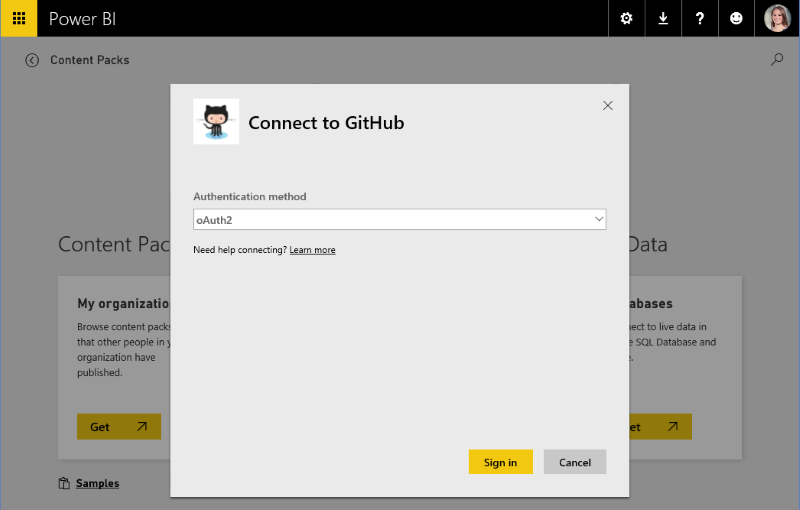 Power BI
?
Content Packs
Connect to GitHub
Authentication method
oAuth2
Need help connecting? Learn more
Content Pac
Data
My organizatio
Browse content packs
that other people in y
organization have
published.
Get
abases
nect to live data in
e SQL Database and
e.
et
Sign in
Cancel
Samples